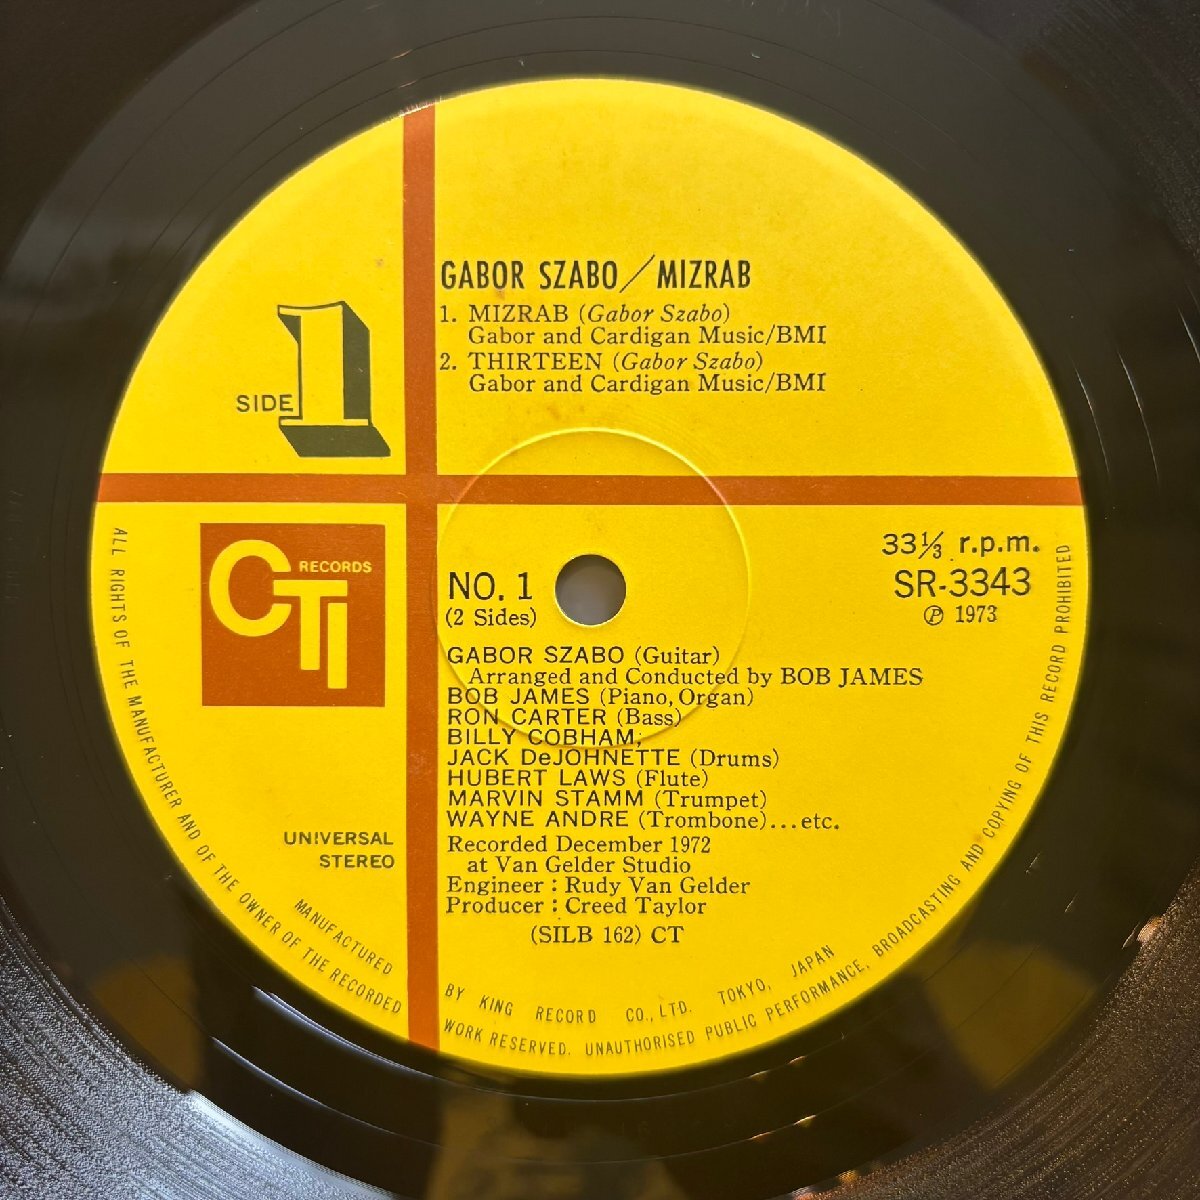 GABOR SZABO/MIZRAB
1. MIZRAB (Gabor Szabo)
Gabor and Cardigan Music/BMI
2. THIRTEEN (Gabor Szabo)
Gabor and Cardigan Music/BMI
SIDE 1
CTI RECORDS
UNIVERSAL
STEREO
NO. 1
(2 Sides)
33⅓ r.p.m.
SR-3343
Ⓟ 1973
GABOR SZABO (Guitar)
Arranged and Conducted by BOB JAMES
BOB JAMES (Piano, Organ)
RON CARTER (Bass)
BILLY COBHAM,
JACK DeJOHNETTE (Drums)
HUBERT LAWS (Flute)
MARVIN STAMM (Trumpet)
WAYNE ANDRE (Trombone)...etc.
Recorded December 1972
at Van Gelder Studio
Engineer : Rudy Van Gelder
Producer : Creed Taylor
(SILB 162) CT
MANUFACTURED BY KING RECORD CO., LTD. TOKYO, JAPAN
ALL RIGHTS OF THE MANUFACTURER AND OF THE OWNER OF THE RECORDED WORK RESERVED. UNAUTHORISED PUBLIC PERFORMANCE, BROADCASTING AND COPYING OF THIS RECORD PROHIBITED